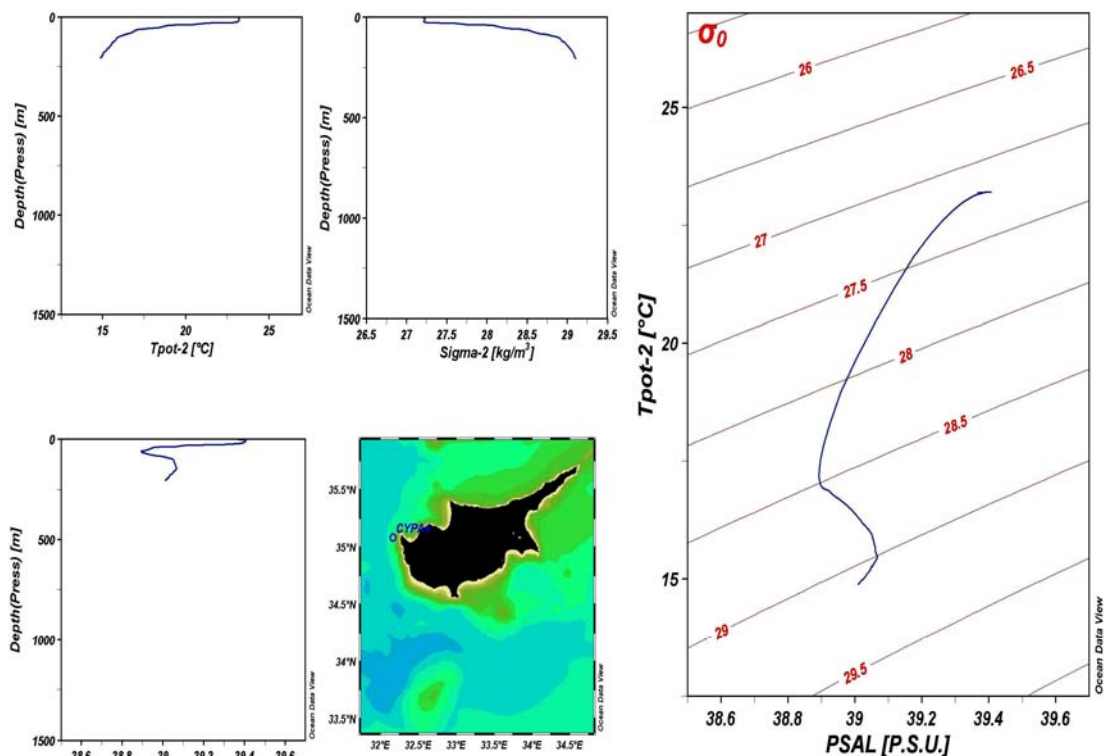 0
500
1000
1500
Depth(Press) [m]
15
20
25
Tpot-2 [°C]
Ocean Data View
0
500
1000
1500
Depth(Press) [m]
26.5
27
27.5
28
28.5
29
29.5
Sigma-2 [kg/m³]
Ocean Data View
σ0
26
26.5
27
27.5
28
28.5
29
29.5
25
20
15
Tpot-2 [°C]
38.6
38.8
39
39.2
39.4
39.6
PSAL [P.S.U.]
Ocean Data View
0
500
1000
1500
Depth(Press) [m]
39.4
39.6
Ocean Data View
35.5°N
35°N
34.5°N
34°N
33.5°N
32°E
32.5°E
33°E
33.5°E
34°E
34.5°E
Ocean Data View